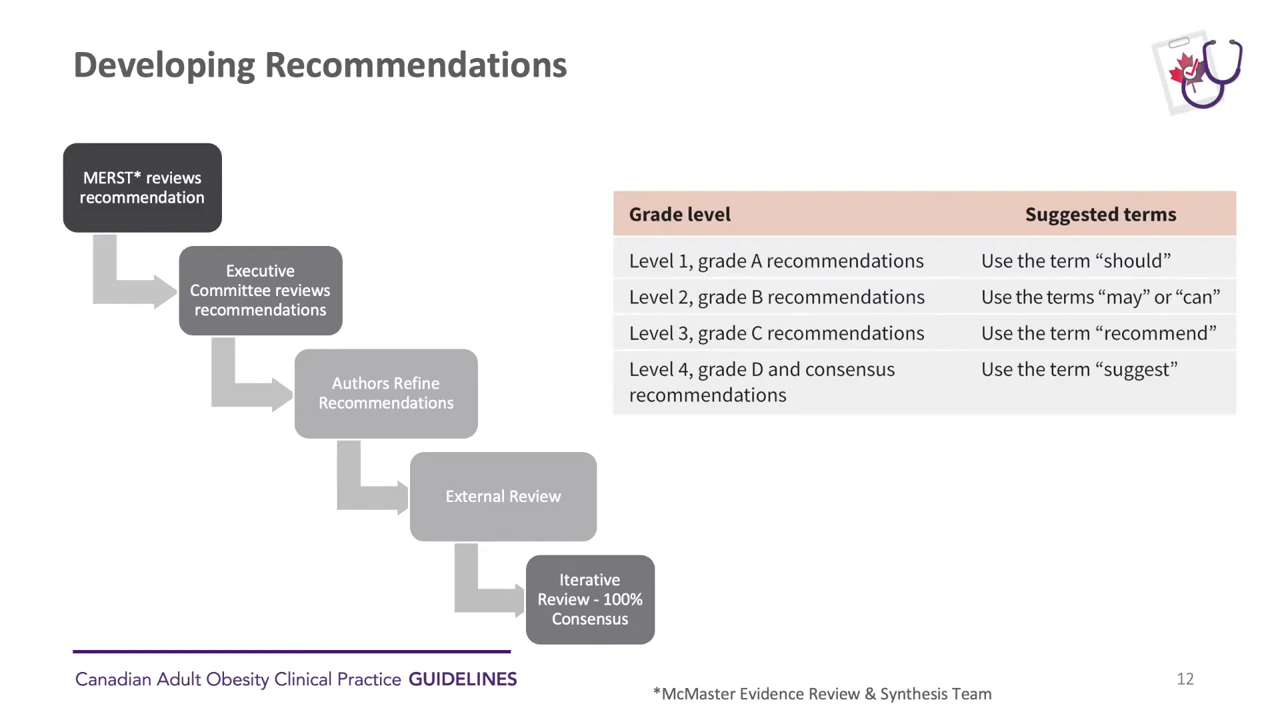 Developing Recommendations
MERST* reviews
recommendation
Executive
Committee reviews
recommendations
Authors Refine
Recommendations
External Review
Iterative
Review - 100%
Consensus
Grade level Suggested terms
Level 1, grade A recommendations Use the term “should”
Level 2, grade B recommendations Use the terms “may” or “can”
Level 3, grade C recommendations Use the term “recommend”
Level 4, grade D and consensus Use the term “suggest”
recommendations
Canadian Adult Obesity Clinical Practice GUIDELINES
*McMaster Evidence Review & Synthesis Team
12